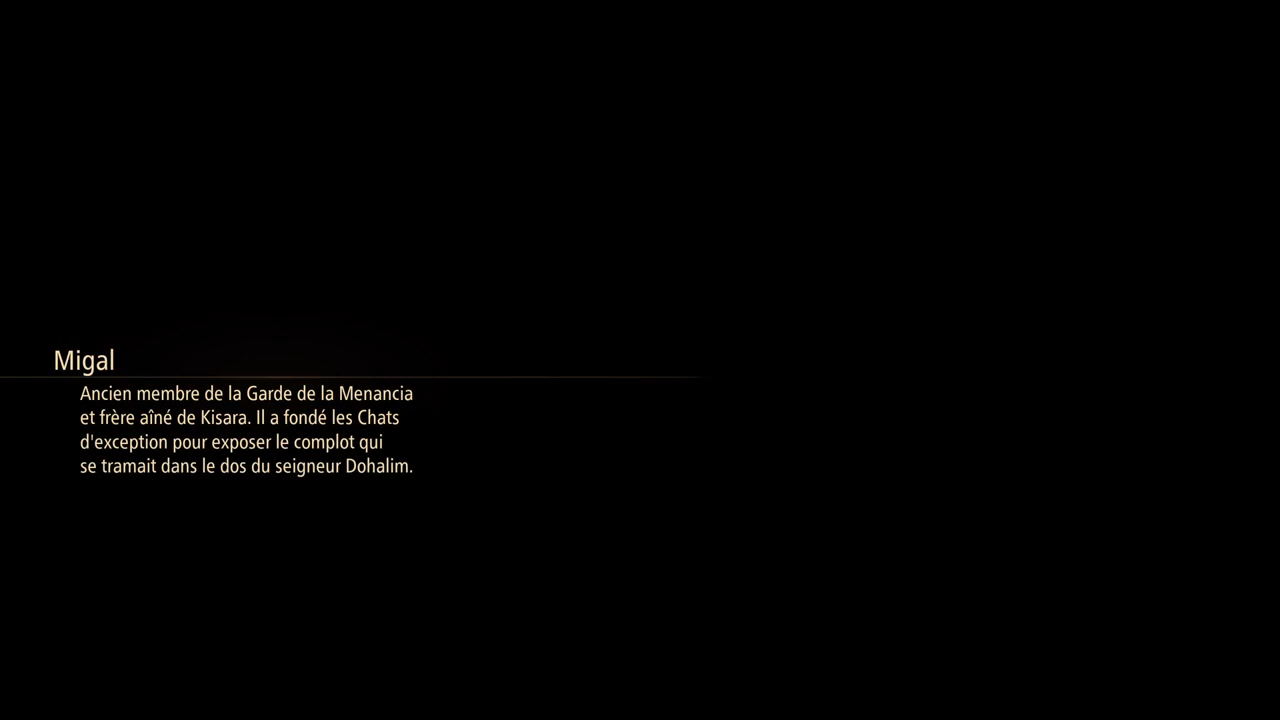 Migal
Ancien membre de la Garde de la Menancia
et frère aîné de Kisara. Il a fondé les Chats
d'exception pour exposer le complot qui
se tramait dans le dos du seigneur Dohalim.